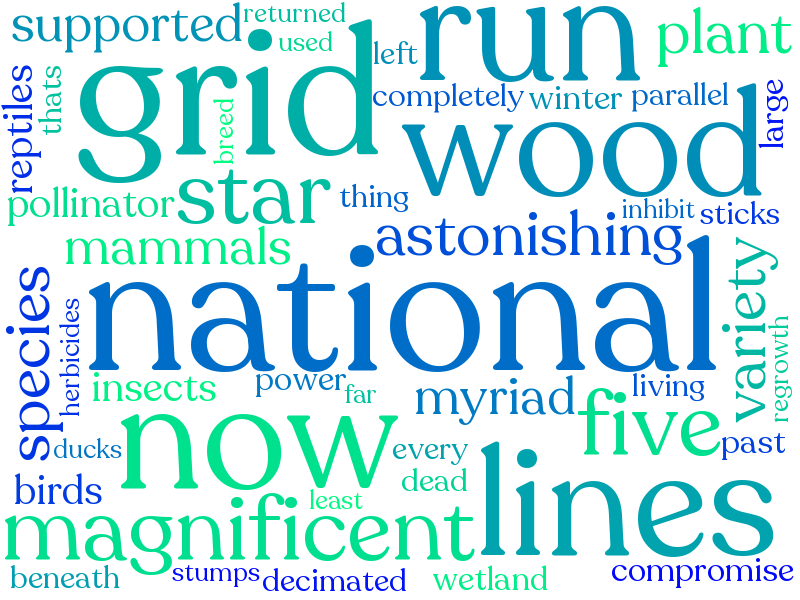 supported
returned
used
left
run
plant
grid
reptiles
thats
breed
completely
winter
parallel
large
wood
star
thing
pollinator
inhibit
sticks
mammals
astonishing
national
variety
species
herbicides
regrowth
insects
power
far
myriad
living
now
five
ducks
every
past
birds
dead
lines
least
magnificent
beneath
stumps
decimated
wetland
compromise